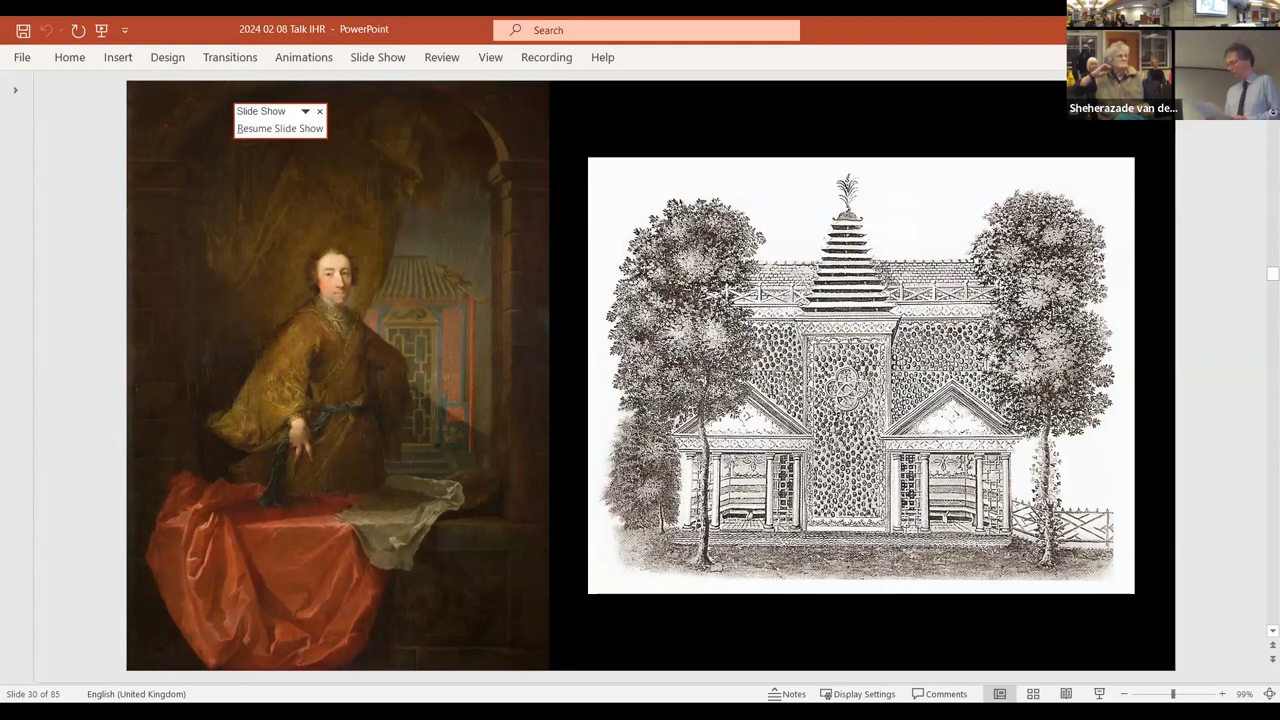 2024 02 08 Talk IHR - PowerPoint
Search
File Home Insert Design Transitions Animations Slide Show Review View Recording Help
Sheherazade van de...
Slide Show
Resume Slide Show
Slide 30 of 85 English (United Kingdom) Notes Display Settings Comments 99%